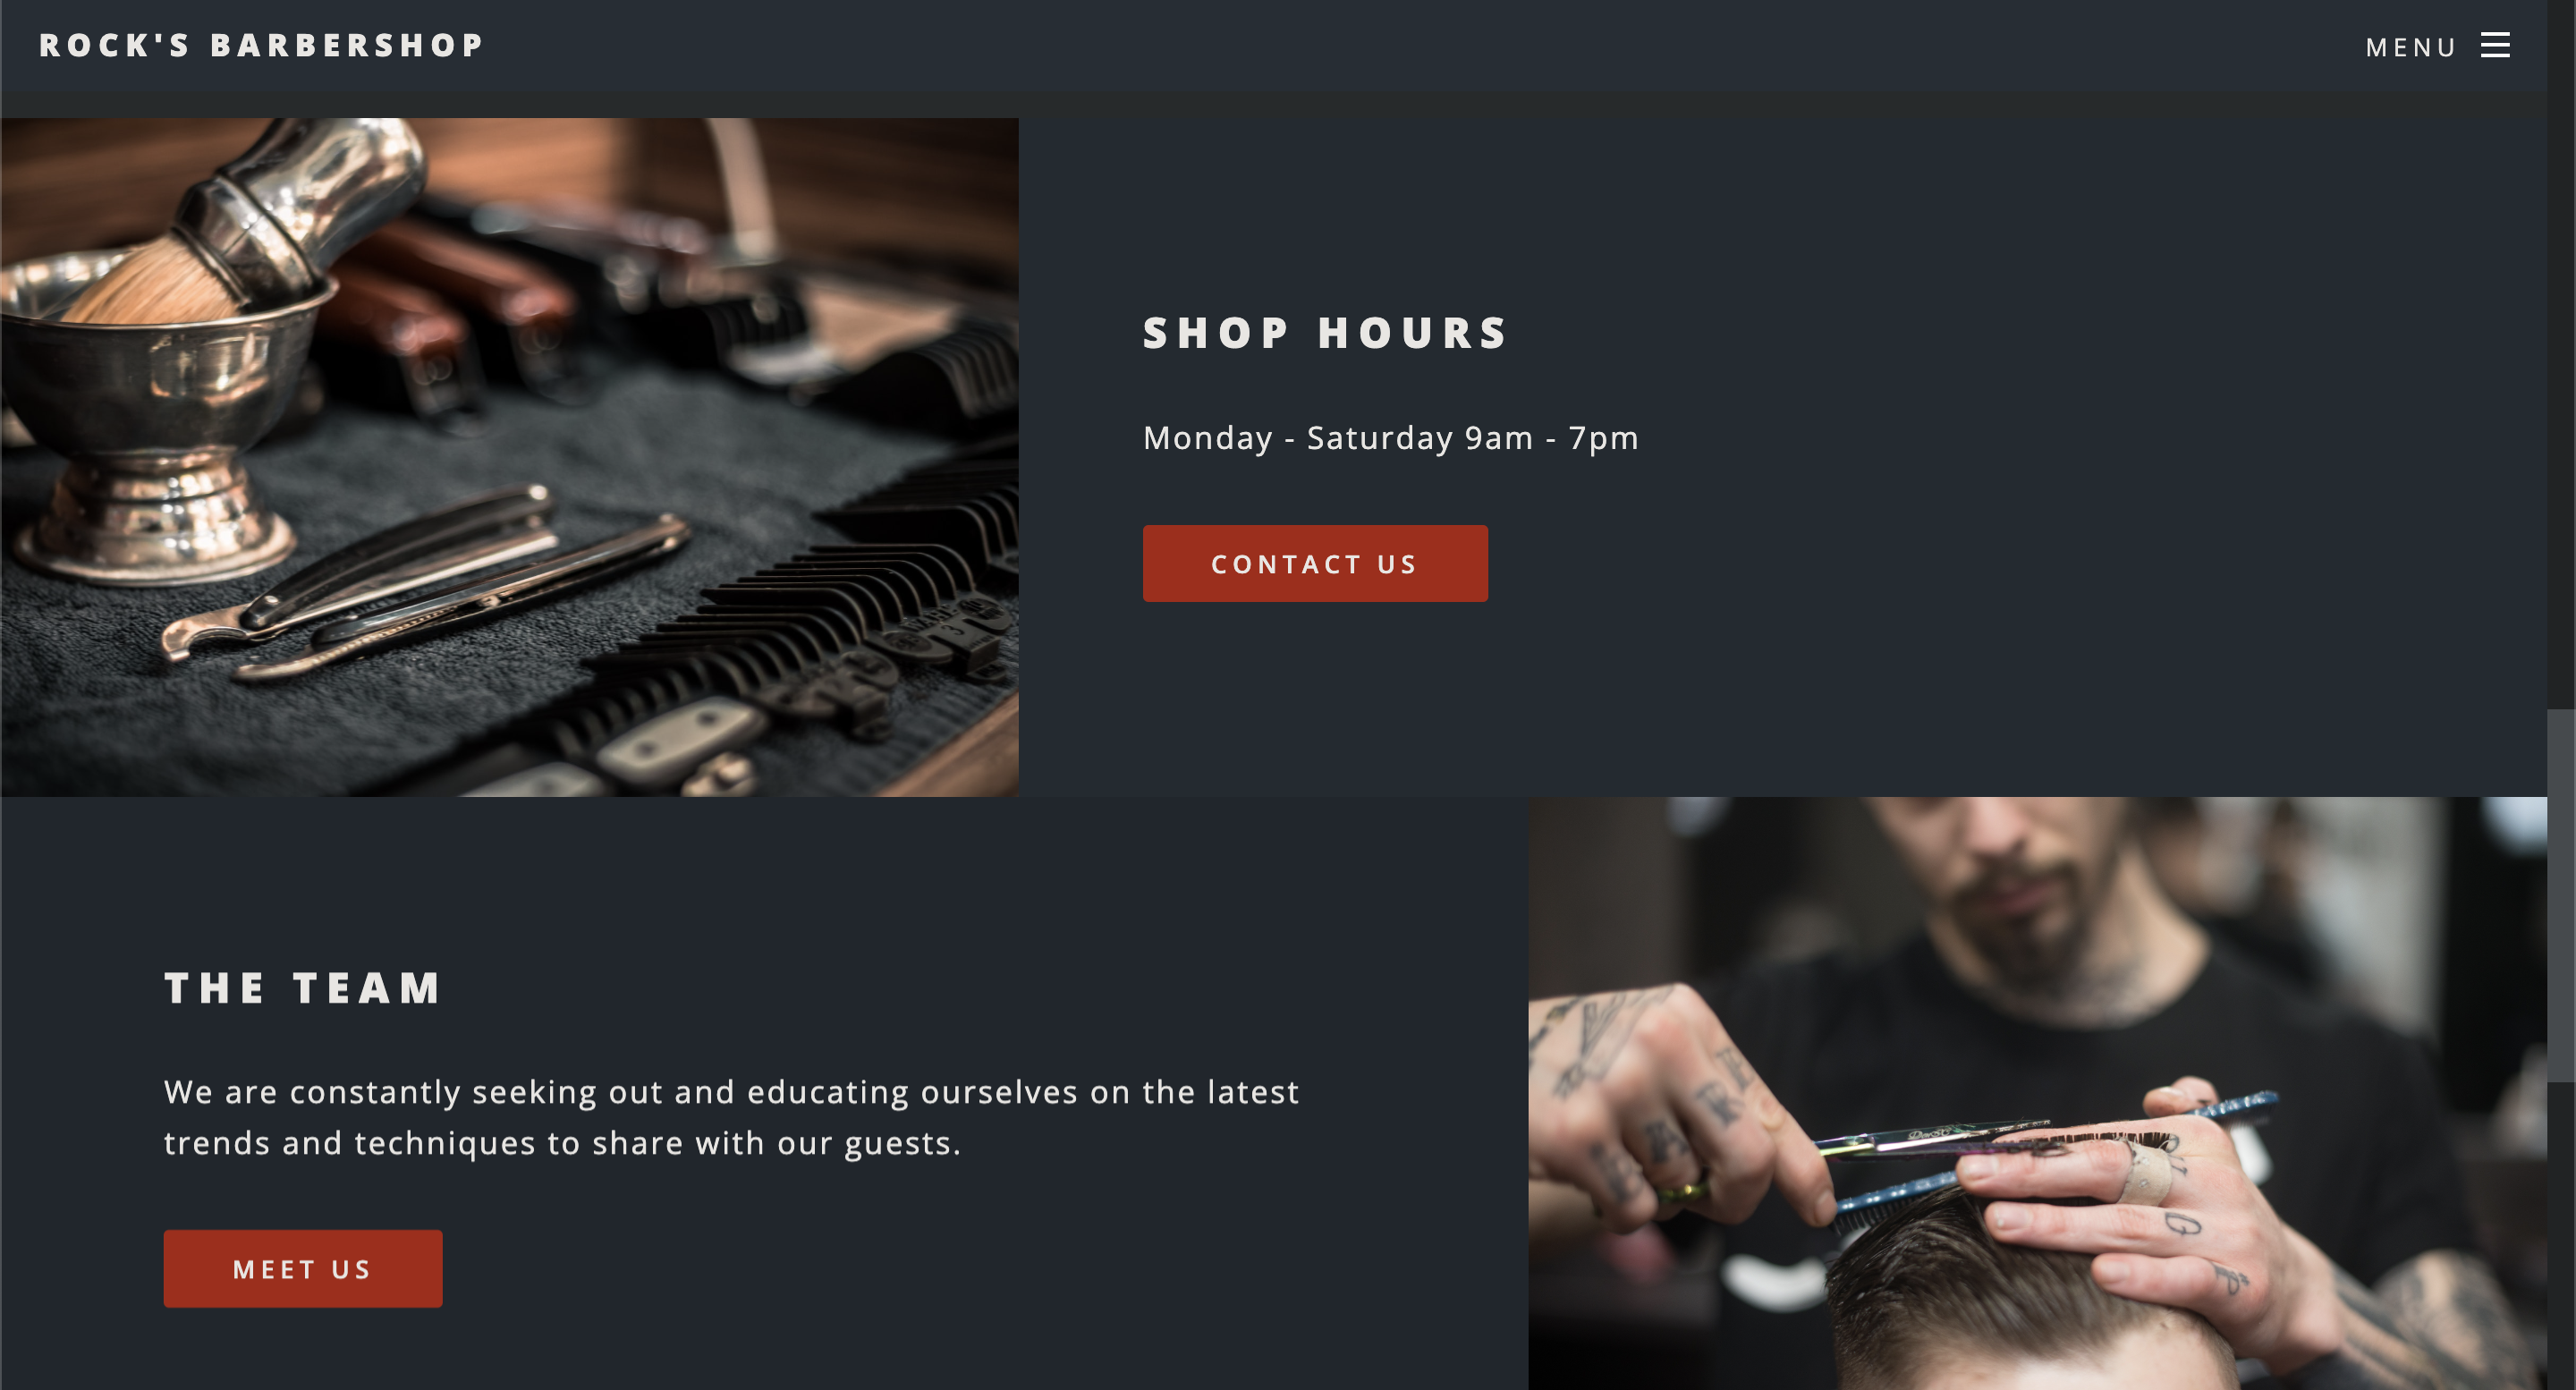 ROCK'S BARBERSHOP
MENU
SHOP HOURS
Monday - Saturday 9am - 7pm
CONTACT US
THE TEAM
We are constantly seeking out and educating ourselves on the latest
trends and techniques to share with our guests.
MEET US